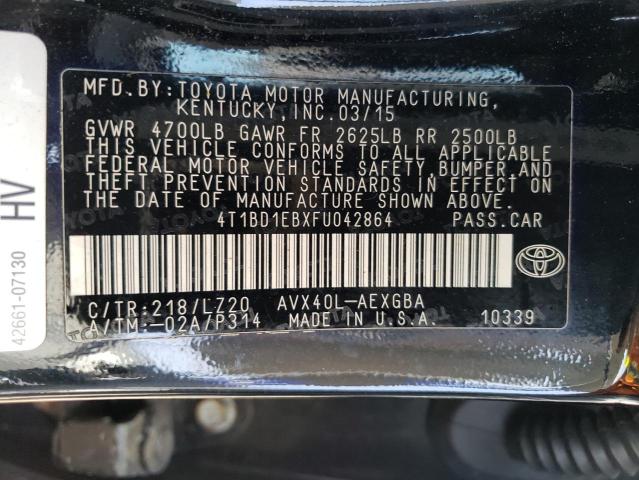 MFD.BY:TOYOTA MOTOR MANUFACTURING,
KENTUCKY,INC.03/15
GVWR 4700LB GAWR FR 2625LB RR 2500LB
THIS VEHICLE CONFORMS TO ALL APPLICABLE
FEDERAL MOTOR VEHICLE SAFETY,BUMPER,AND
THEFT PREVENTION STANDARDS IN EFFECT ON
THE DATE OF MANUFACTURE SHOWN ABOVE.
4T1BD1EBXFU042864 PASS.CAR
C/TR:218/LZ20 AVX40L-AEXGBA
A/TM:-02A/P314 MADE IN USA 10339
TOYOTA
HV
42661-07130